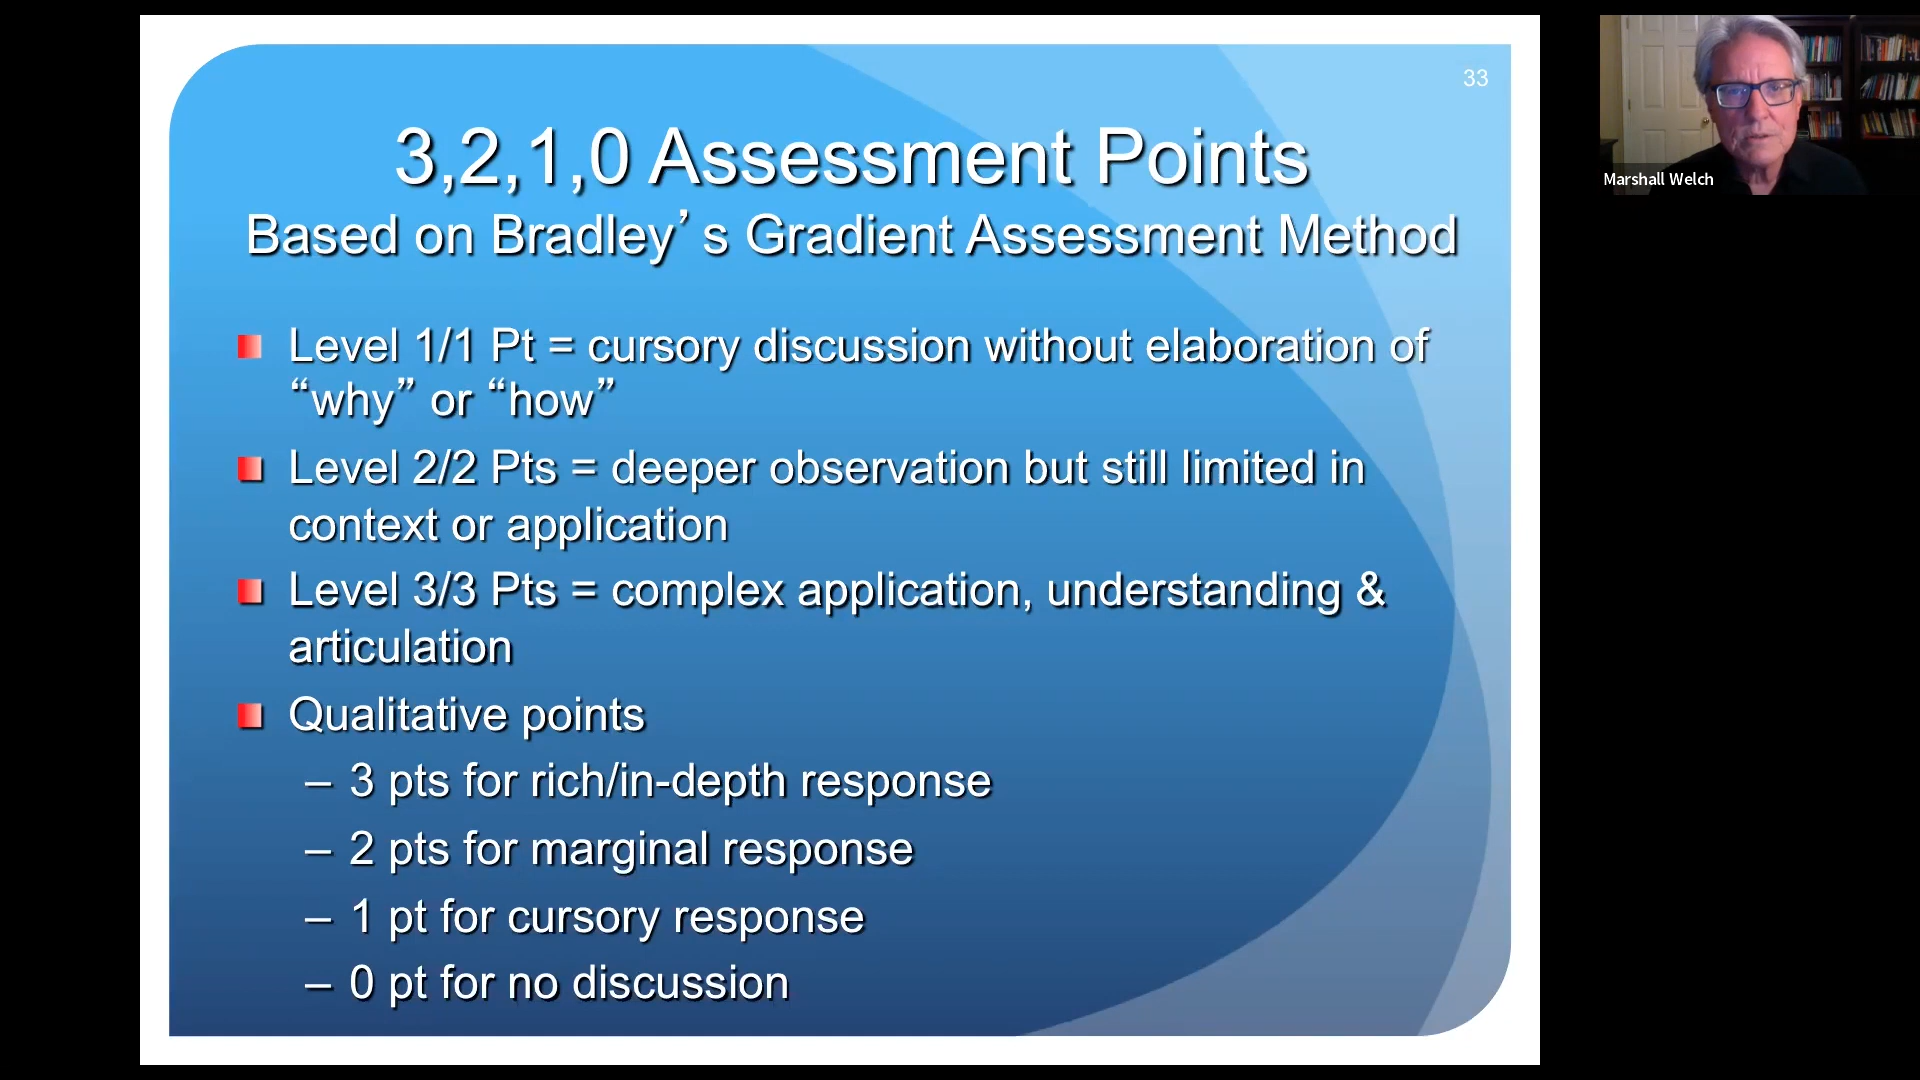 33
3,2,1,0 Assessment Points
Based on Bradley’s Gradient Assessment Method
Level 1/1 Pt = cursory discussion without elaboration of
“why” or “how”
Level 2/2 Pts = deeper observation but still limited in
context or application
Level 3/3 Pts = complex application, understanding &
articulation
Qualitative points
– 3 pts for rich/in-depth response
– 2 pts for marginal response
– 1 pt for cursory response
– 0 pt for no discussion
Marshall Welch